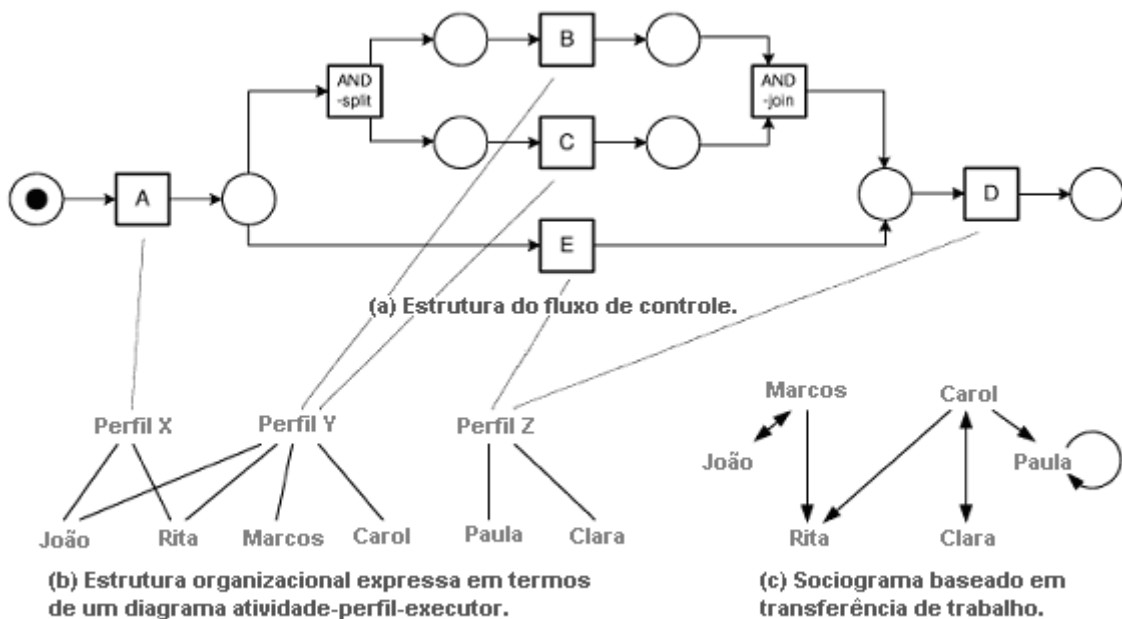 B
AND
-split
AND
-join
C
A
D
E
(a) Estrutura do fluxo de controle.
Marcos
Carol
Perfil X
Perfil Y
Perfil Z
João
Paula
João
Rita
Marcos
Carol
Paula
Clara
Rita
Clara
(b) Estrutura organizacional expressa em termos
de um diagrama atividade-perfil-executor.
(c) Sociograma baseado em
transferência de trabalho.